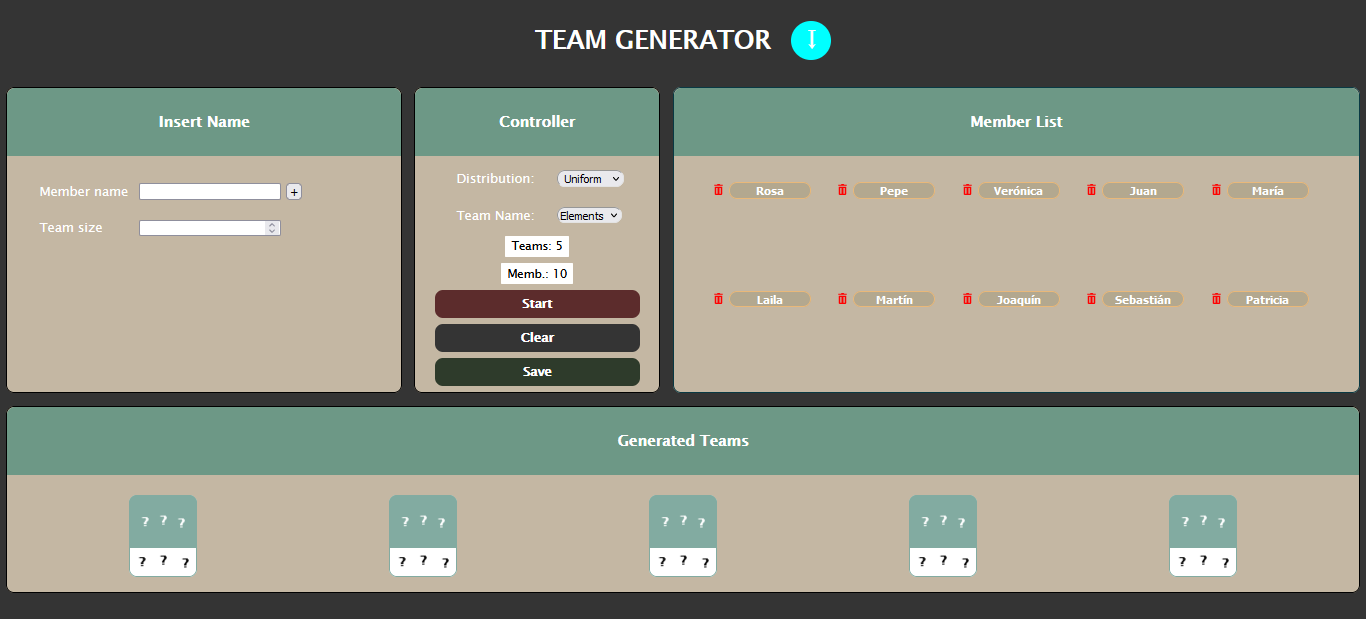 TEAM GENERATOR
Insert Name
Member name
+
Team size
Controller
Distribution: Uniform
Team Name: Elements
Teams: 5
Memb.: 10
Start
Clear
Save
Member List
Rosa Pepe Verónica Juan María
Laila Martín Joaquín Sebastián Patricia
Generated Teams
? ? ? ? ? ? ? ? ? ? ? ? ? ? ?
? ? ? ? ? ? ? ? ? ? ? ? ? ? ?